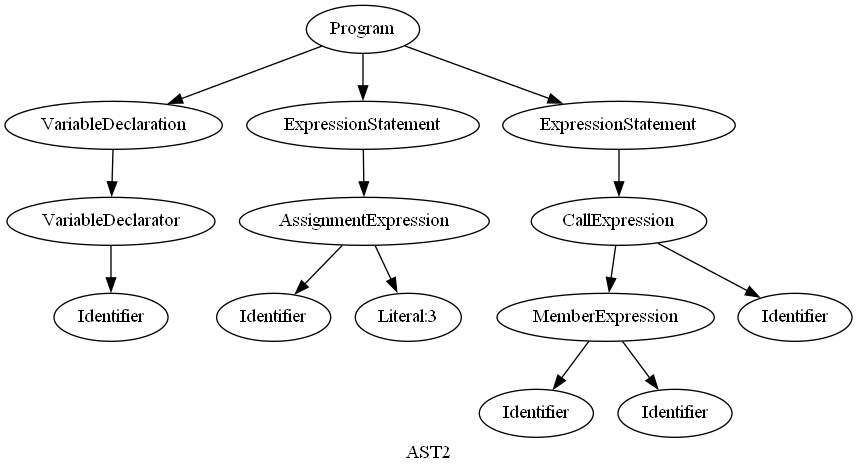 Program
VariableDeclaration
ExpressionStatement
ExpressionStatement
VariableDeclarator
AssignmentExpression
CallExpression
Identifier
Identifier
Literal:3
MemberExpression
Identifier
Identifier
Identifier
AST2